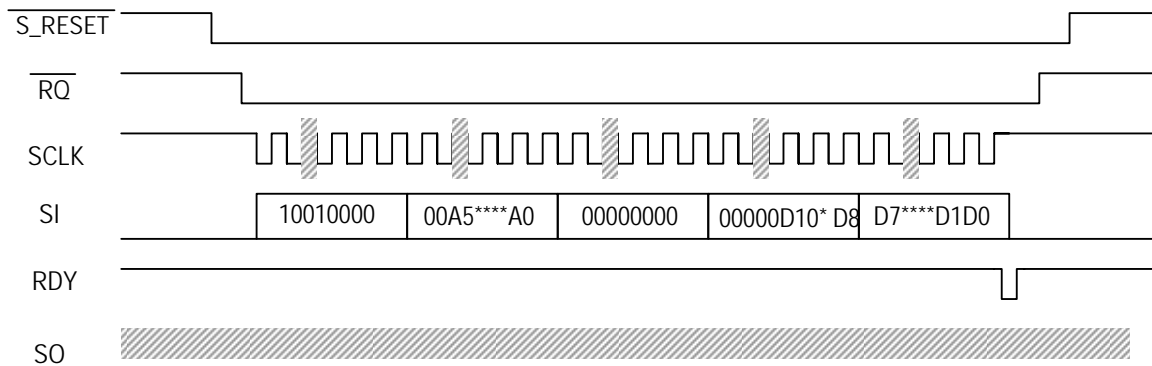 S_RESET
RQ
SCLK
SI
10010000
00A5****A0
00000000
00000D10* D8
D7****D1D0
RDY
SO